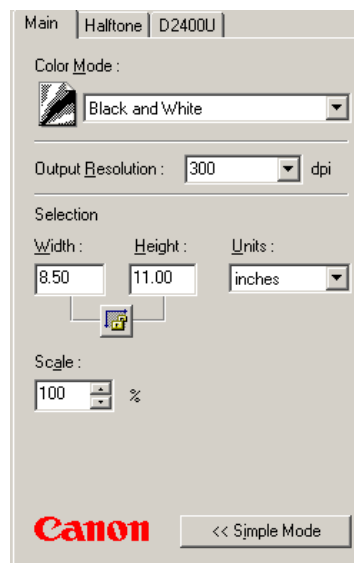 Main Halftone D2400U
Color Mode :
Black and White
Output Resolution : 300 dpi
Selection
Width : Height : Units :
8.50 11.00 inches
Scale :
100 %
Canon << Simple Mode